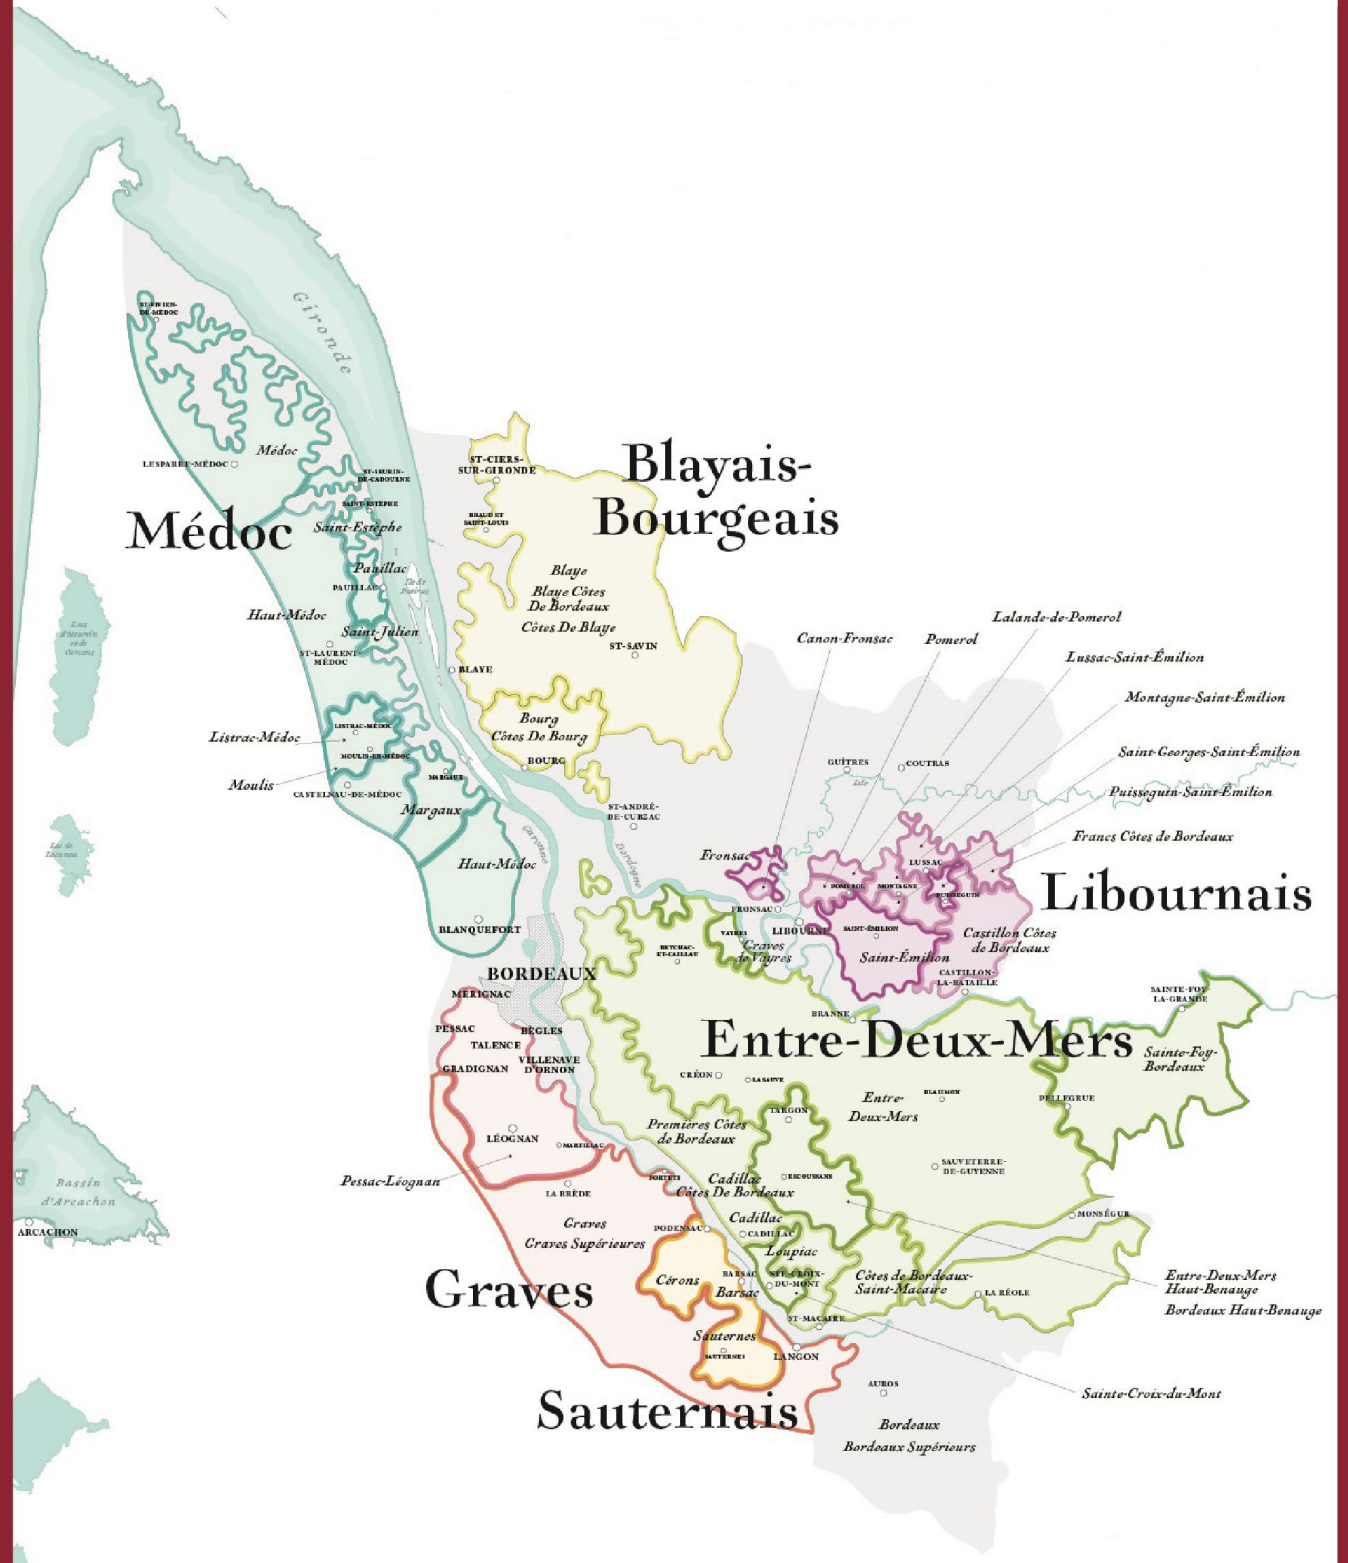 Gironde
ST-VIVIEN-
DE-MÉDOC
Médoc
LESPARRE-MÉDOC
ST-SEURIN-
DE-CADOURNE
SAINT-ESTÈPHE
Saint-Estèphe
Médoc
Pauillac
PAUILLAC
Haut-Médoc
Saint-Julien
ST-LAURENT-
MÉDOC
LISTRAC-MÉDOC
Listrac-Médoc
MOULIS-EN-MÉDOC
Moulis
MARGAUX
CASTELNAU-DE-MÉDOC
Margaux
Haut-Médoc
BLANQUEFORT
Garonne
Dordogne
ST-CIERS-
SUR-GIRONDE
BRAUD ET
SAINT-LOUIS
Blayais-
Bourgeais
Blaye
Blaye Côtes
De Bordeaux
Côtes De Blaye
ST-SAVIN
BLAYE
Bourg
Côtes De Bourg
BOURG
ST-ANDRÉ-
DE-CUBZAC
Canon-Fronsac
Pomerol
Lalande-de-Pomerol
Lussac-Saint-Émilion
Montagne-Saint-Émilion
Saint-Georges-Saint-Émilion
Puisseguin-Saint-Émilion
Francs Côtes de Bordeaux
GUÎTRES
COUTRAS
Isle
Fronsac
LUSSAC
POMEROL
MONTAGNE
PUISSEGUIN
Libournais
FRONSAC
LIBOURNE
SAINT-ÉMILION
Saint-Émilion
Castillon Côtes
de Bordeaux
CASTILLON-
LA-BATAILLE
VAYRES
Graves
de Vayres
BEYCHAC-
ET-CAILLAU
BORDEAUX
MÉRIGNAC
PESSAC
BÈGLES
TALENCE
VILLENAVE
D'ORNON
GRADIGNAN
LÉOGNAN
MARTILLAC
Pessac-Léognan
LA BRÈDE
Graves
Graves Supérieures
Graves
BRANNE
Entre-Deux-Mers
SAINTE-FOY-
LA-GRANDE
Sainte-Foy-
Bordeaux
CRÉON
LA SAUVE
Entre-
Deux-Mers
BLASIMON
PELLEGRUE
TARGON
Premières Côtes
de Bordeaux
SAUVETERRE-
DE-GUYENNE
ESCOUSSANS
PORTETS
Cadillac
Côtes De Bordeaux
Cadillac
CADILLAC
PODENSAC
MONSÉGUR
Loupiac
Cérons
BARSAC
Barsac
STE-CROIX-
DU-MONT
Côtes de Bordeaux-
Saint-Macaire
LA RÉOLE
Entre-Deux-Mers
Haut-Benauge
Bordeaux Haut-Benauge
ST-MACAIRE
Sauternes
SAUTERNES
LANGON
Sauternais
AUROS
Sainte-Croix-du-Mont
Bordeaux
Bordeaux Supérieurs
Lac de
Lacanau
Bassin
d'Arcachon
ARCACHON